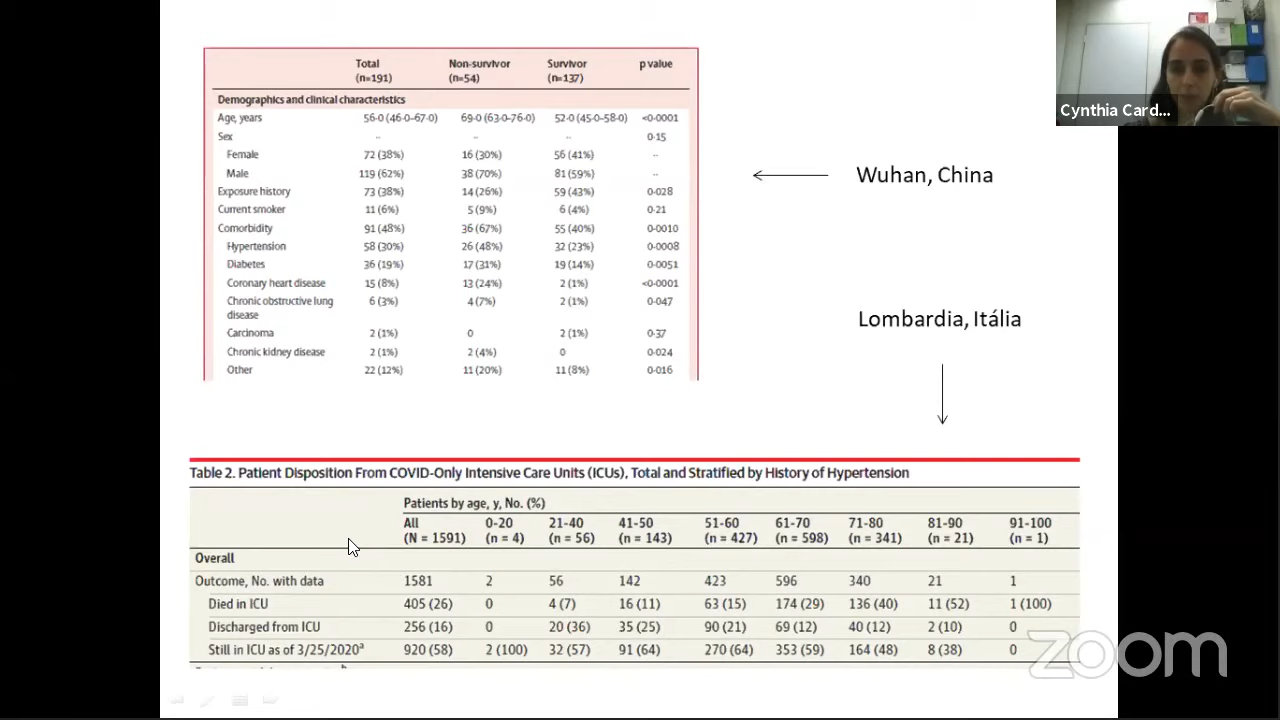 Total Non-survivor Survivor p value
(n=191) (n=54) (n=137)
Demographics and clinical characteristics
Age, years 56·0 (46·0–67·0) 69·0 (63·0–76·0) 52·0 (45·0–58·0) <0·0001
Sex ·· ·· ·· 0·15
Female 72 (38%) 16 (30%) 56 (41%) ··
Male 119 (62%) 38 (70%) 81 (59%) ··
Exposure history 73 (38%) 14 (26%) 59 (43%) 0·028
Current smoker 11 (6%) 5 (9%) 6 (4%) 0·21
Comorbidity 91 (48%) 36 (67%) 55 (40%) 0·0010
Hypertension 58 (30%) 26 (48%) 32 (23%) 0·0008
Diabetes 36 (19%) 17 (31%) 19 (14%) 0·0051
Coronary heart disease 15 (8%) 13 (24%) 2 (1%) <0·0001
Chronic obstructive lung 6 (3%) 4 (7%) 2 (1%) 0·047
disease
Carcinoma 2 (1%) 0 2 (1%) 0·37
Chronic kidney disease 2 (1%) 2 (4%) 0 0·024
Other 22 (12%) 11 (20%) 11 (8%) 0·016
Cynthia Card...
Wuhan, China
Lombardia, Itália
Table 2. Patient Disposition From COVID-Only Intensive Care Units (ICUs), Total and Stratified by History of Hypertension
Patients by age, y, No. (%)
All 0-20 21-40 41-50 51-60 61-70 71-80 81-90 91-100
(N = 1591) (n = 4) (n = 56) (n = 143) (n = 427) (n = 598) (n = 341) (n = 21) (n = 1)
Overall
Outcome, No. with data 1581 2 56 142 423 596 340 21 1
Died in ICU 405 (26) 0 4 (7) 16 (11) 63 (15) 174 (29) 136 (40) 11 (52) 1 (100)
Discharged from ICU 256 (16) 0 20 (36) 35 (25) 90 (21) 69 (12) 40 (12) 2 (10) 0
Still in ICU as of 3/25/2020a 920 (58) 2 (100) 32 (57) 91 (64) 270 (64) 353 (59) 164 (48) 8 (38) 0
zoom